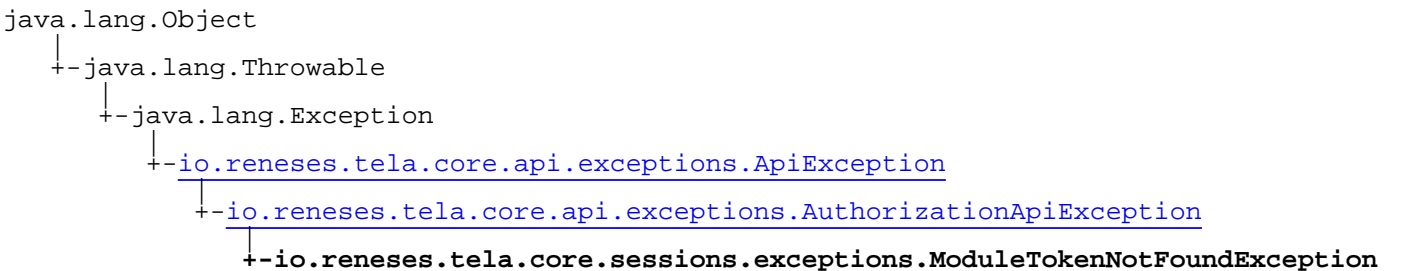 java.lang.Object
|
+-java.lang.Throwable
|
+-java.lang.Exception
|
+-io.reneses.tela.core.api.exceptions.ApiException
|
+-io.reneses.tela.core.api.exceptions.AuthorizationApiException
|
+-io.reneses.tela.core.sessions.exceptions.ModuleTokenNotFoundException